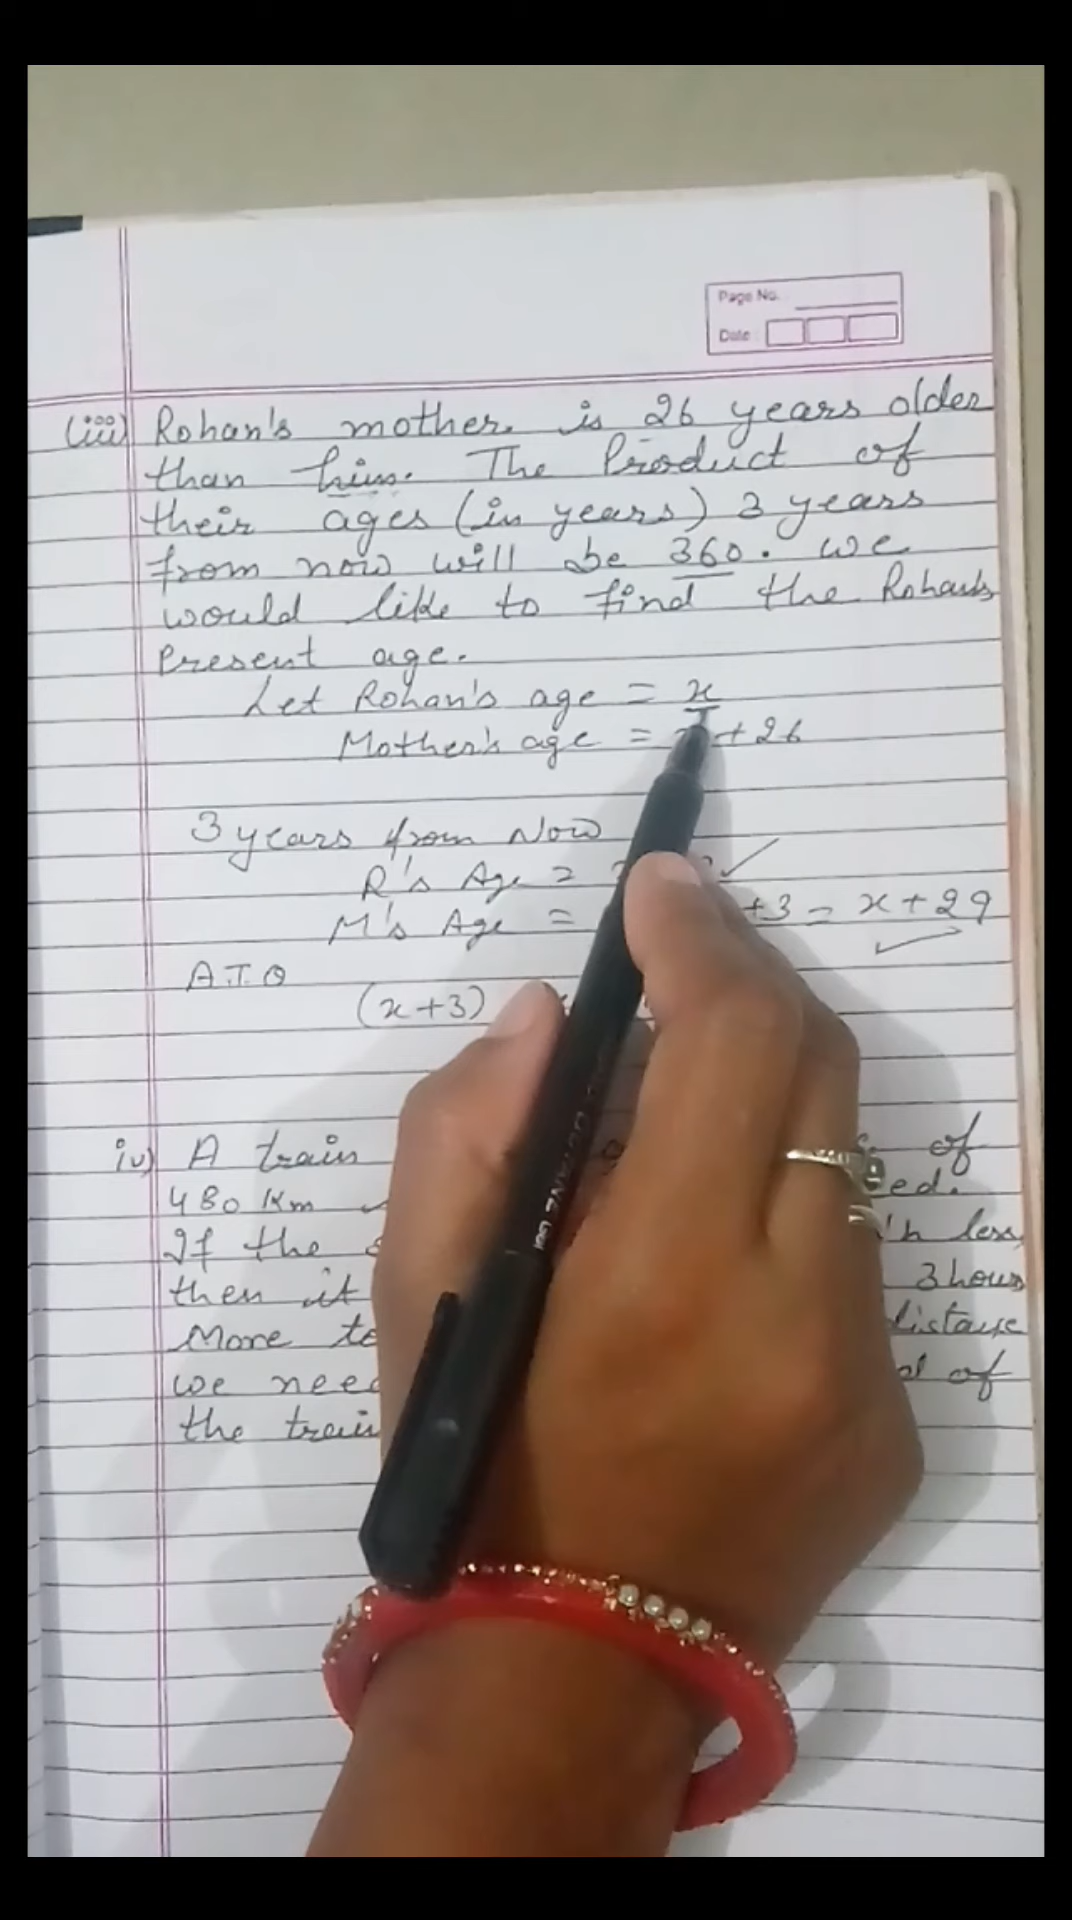 Page No.
Date
(iii) Rohan's mother is 26 years older
than him. The Product of
their ages (in years) 3 years
from now will be 360. we
would like to find the Rohan's
Present age.
Let Rohan's age = x
Mother's age = +26
3 years from Now
R's Age =
M's Age = +3 = x+29
A.T.Q
(x+3)
iv) A train of
480 Km
If the less,
then it 3 hours
More to
we need of
the train